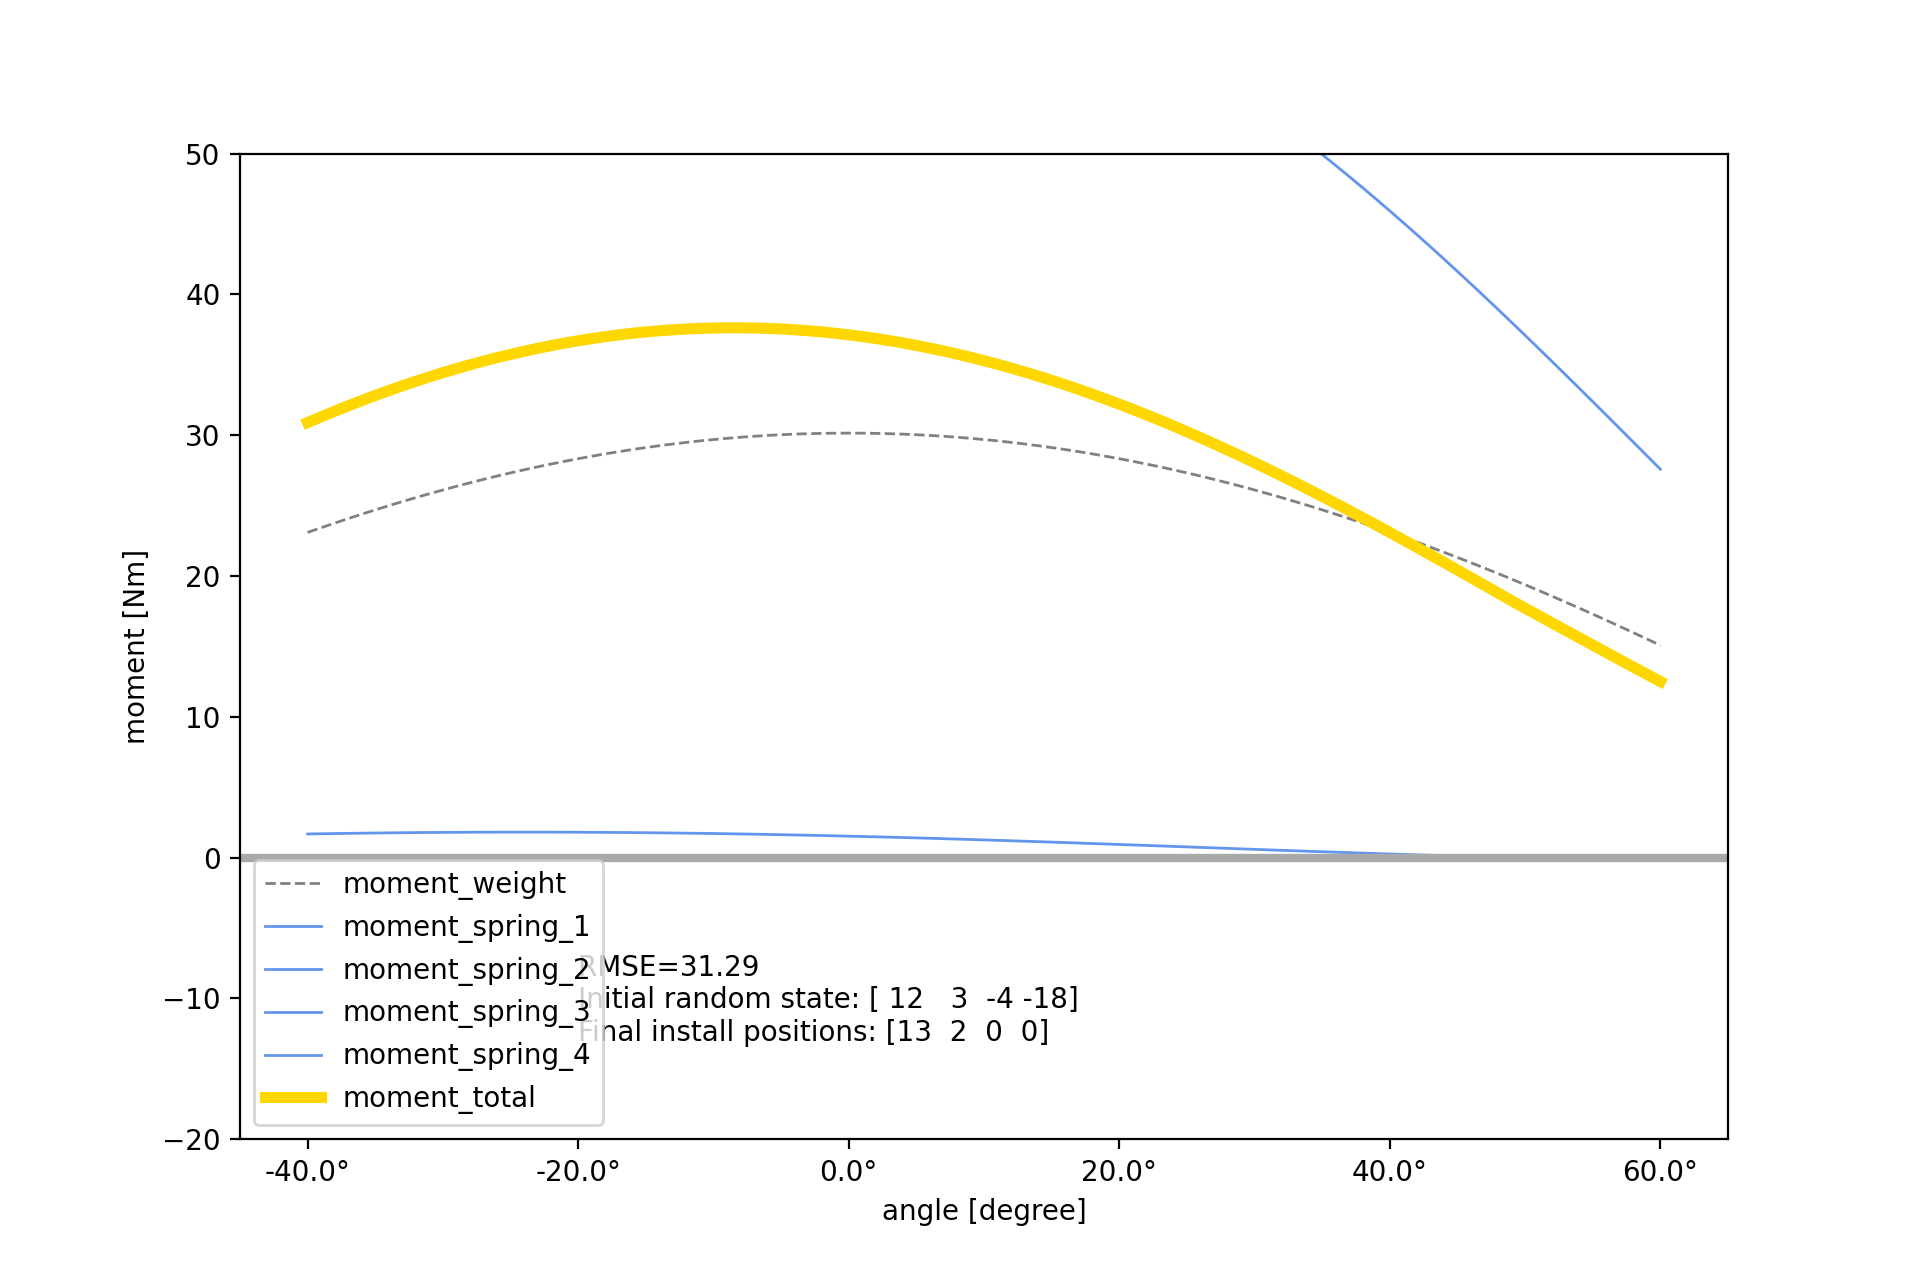 50
40
30
20
10
0
−10
−20
moment [Nm]
moment_weight
moment_spring_1
moment_spring_2
moment_spring_3
moment_spring_4
moment_total
RMSE=31.29
Initial random state: [ 12   3  -4 -18]
Final install positions: [13  2  0  0]
-40.0° -20.0° 0.0° 20.0° 40.0° 60.0°
angle [degree]